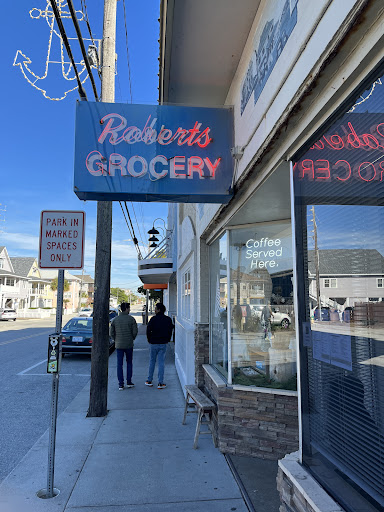 Roberts
GROCERY
PARK IN
MARKED
SPACES
ONLY
Coffee Served
Here.